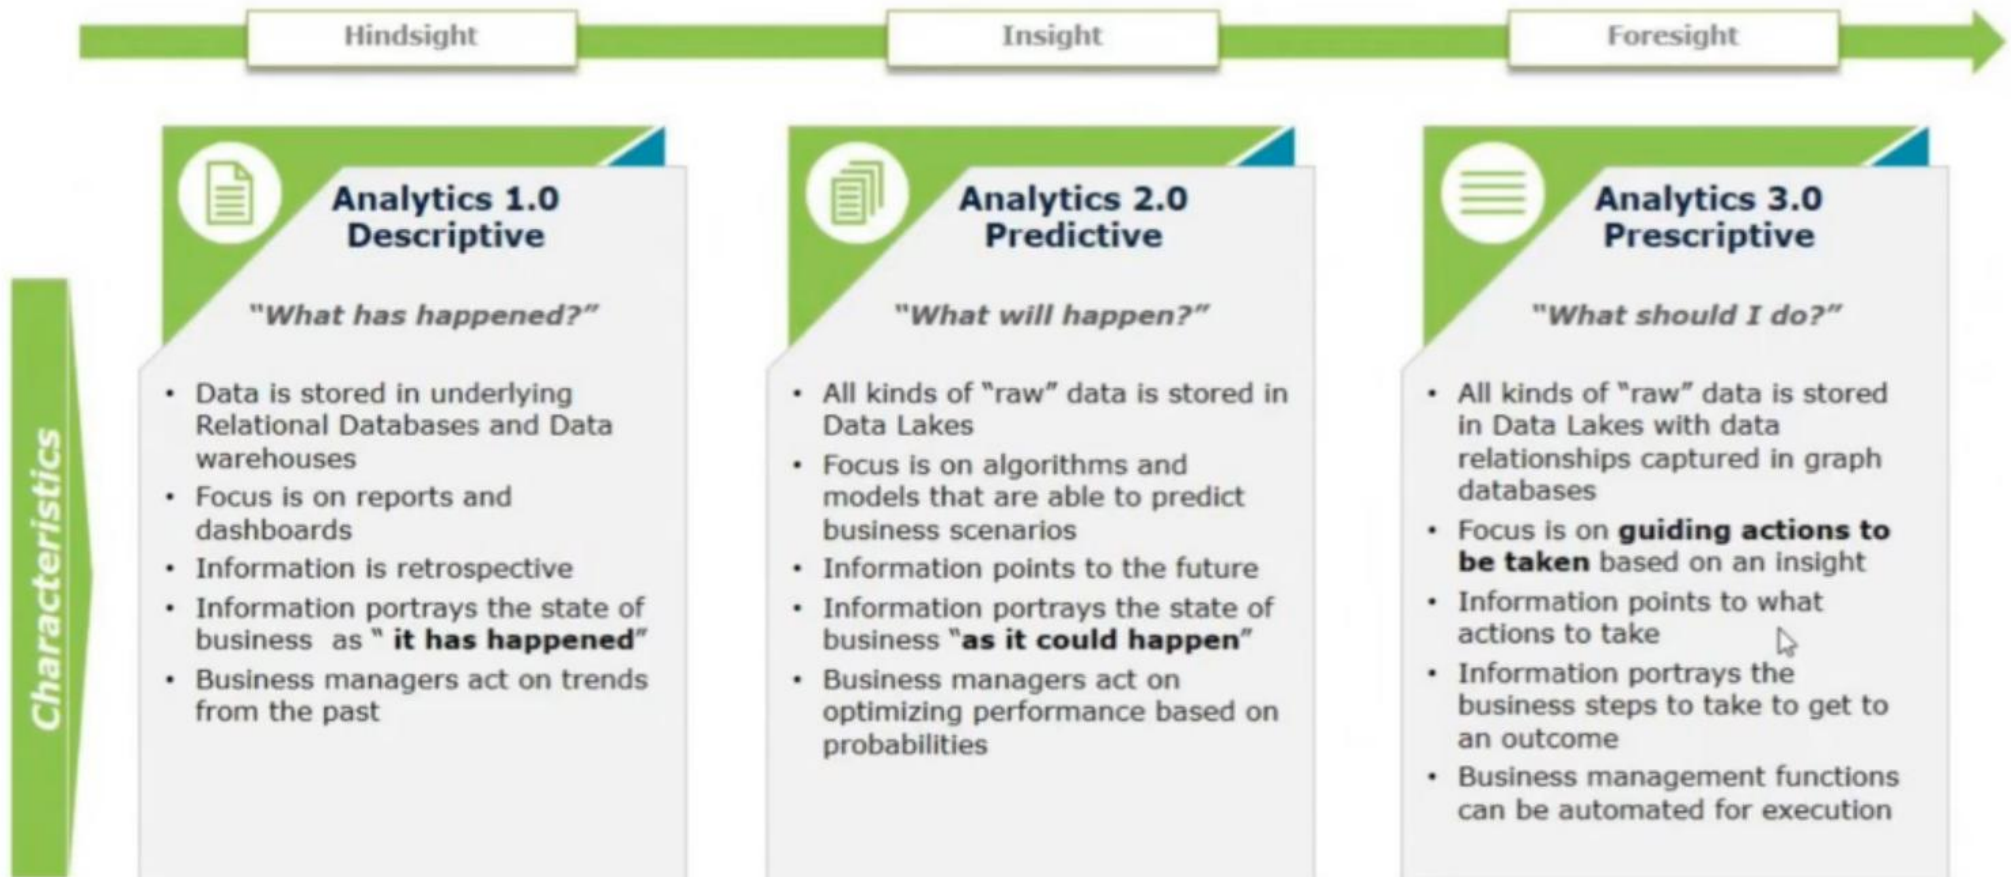 Hindsight
Insight
Foresight
Characteristics
Analytics 1.0
Descriptive
"What has happened?"
• Data is stored in underlying
Relational Databases and Data
warehouses
• Focus is on reports and
dashboards
• Information is retrospective
• Information portrays the state of
business as " it has happened"
• Business managers act on trends
from the past
Analytics 2.0
Predictive
"What will happen?"
• All kinds of "raw" data is stored in
Data Lakes
• Focus is on algorithms and
models that are able to predict
business scenarios
• Information points to the future
• Information portrays the state of
business "as it could happen"
• Business managers act on
optimizing performance based on
probabilities
Analytics 3.0
Prescriptive
"What should I do?"
• All kinds of "raw" data is stored
in Data Lakes with data
relationships captured in graph
databases
• Focus is on guiding actions to
be taken based on an insight
• Information points to what
actions to take
• Information portrays the
business steps to take to get to
an outcome
• Business management functions
can be automated for execution